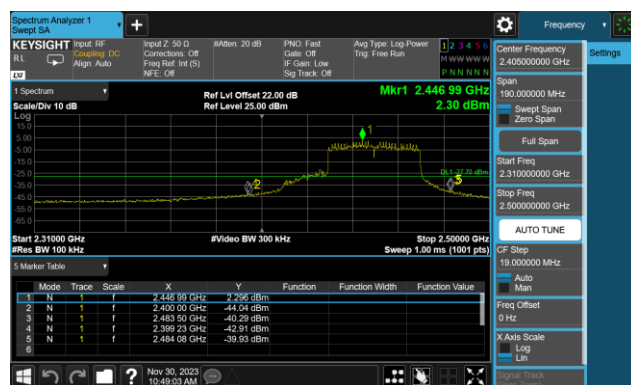 Spectrum Analyzer 1
Swept SA
Frequency
KEYSIGHT
RL
LXI
Input: RF
Coupling: DC
Align: Auto
Input Z: 50 Ω
Corrections: Off
Freq Ref: Int (S)
NFE: Off
#Atten: 20 dB
PNO: Fast
Gate: Off
IF Gain: Low
Sig Track: Off
Avg Type: Log-Power
Trig: Free Run
1 2 3 4 5 6
M W W W W W
P N N N N N
Center Frequency
2.405000000 GHz
Settings
1 Spectrum
Scale/Div 10 dB
Ref Lvl Offset 22.00 dB
Ref Level 25.00 dBm
Mkr1 2.446 99 GHz
2.30 dBm
Span
190.000000 MHz
Swept Span
Zero Span
Full Span
Log
15.0
5.00
-5.00
-15.0
-25.0
-35.0
-45.0
-55.0
-65.0
1
2
DL1 -27.70 dBm
Start Freq
2.310000000 GHz
Stop Freq
2.500000000 GHz
AUTO TUNE
Start 2.31000 GHz
#Res BW 100 kHz
#Video BW 300 kHz
Stop 2.50000 GHz
Sweep 1.00 ms (1001 pts)
CF Step
19.000000 MHz
Auto
Man
5 Marker Table
Mode Trace Scale X Y Function Function Width Function Value
1 N 1 f 2.446 99 GHz 2.296 dBm
2 N 1 f 2.400 00 GHz -44.04 dBm
3 N 1 f 2.483 50 GHz -40.29 dBm
4 N 1 f 2.399 23 GHz -42.91 dBm
5 N 1 f 2.484 08 GHz -39.93 dBm
6
Freq Offset
0 Hz
X Axis Scale
Log
Lin
Signal Track
?
Nov 30, 2023
10:49:03 AM